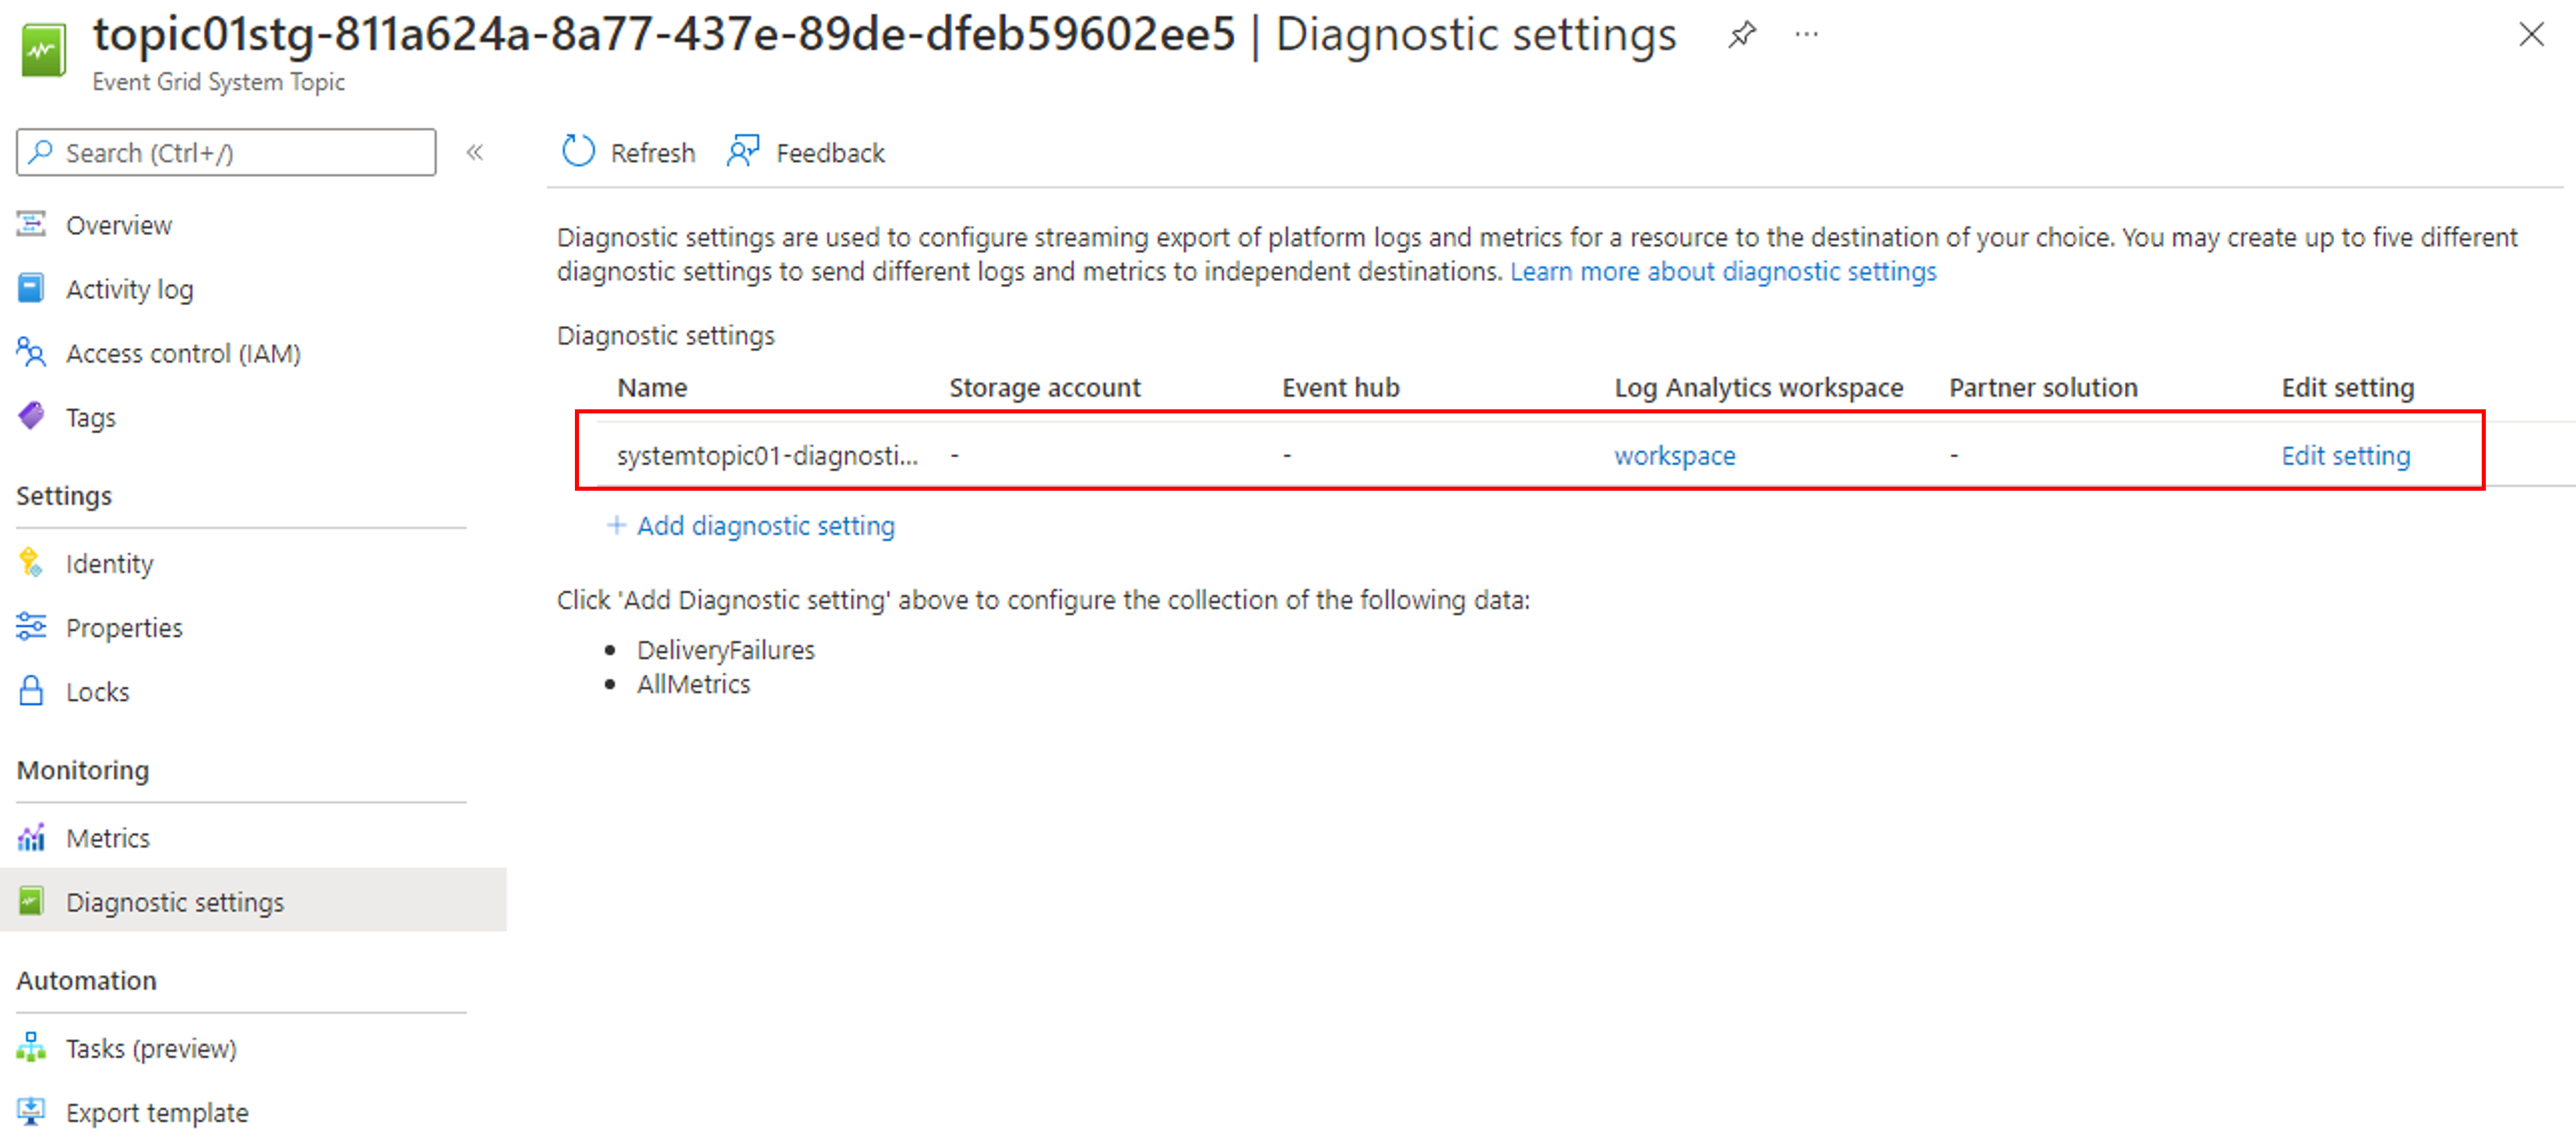 topic01stg-811a624a-8a77-437e-89de-dfeb59602ee5 | Diagnostic settings
Event Grid System Topic
Search (Ctrl+/)
Refresh Feedback
Overview
Activity log
Access control (IAM)
Tags
Settings
Identity
Properties
Locks
Monitoring
Metrics
Diagnostic settings
Automation
Tasks (preview)
Export template
Diagnostic settings are used to configure streaming export of platform logs and metrics for a resource to the destination of your choice. You may create up to five different
diagnostic settings to send different logs and metrics to independent destinations. Learn more about diagnostic settings
Diagnostic settings
Name Storage account Event hub Log Analytics workspace Partner solution Edit setting
systemtopic01-diagnosti... - - workspace - Edit setting
+ Add diagnostic setting
Click 'Add Diagnostic setting' above to configure the collection of the following data:
• DeliveryFailures
• AllMetrics